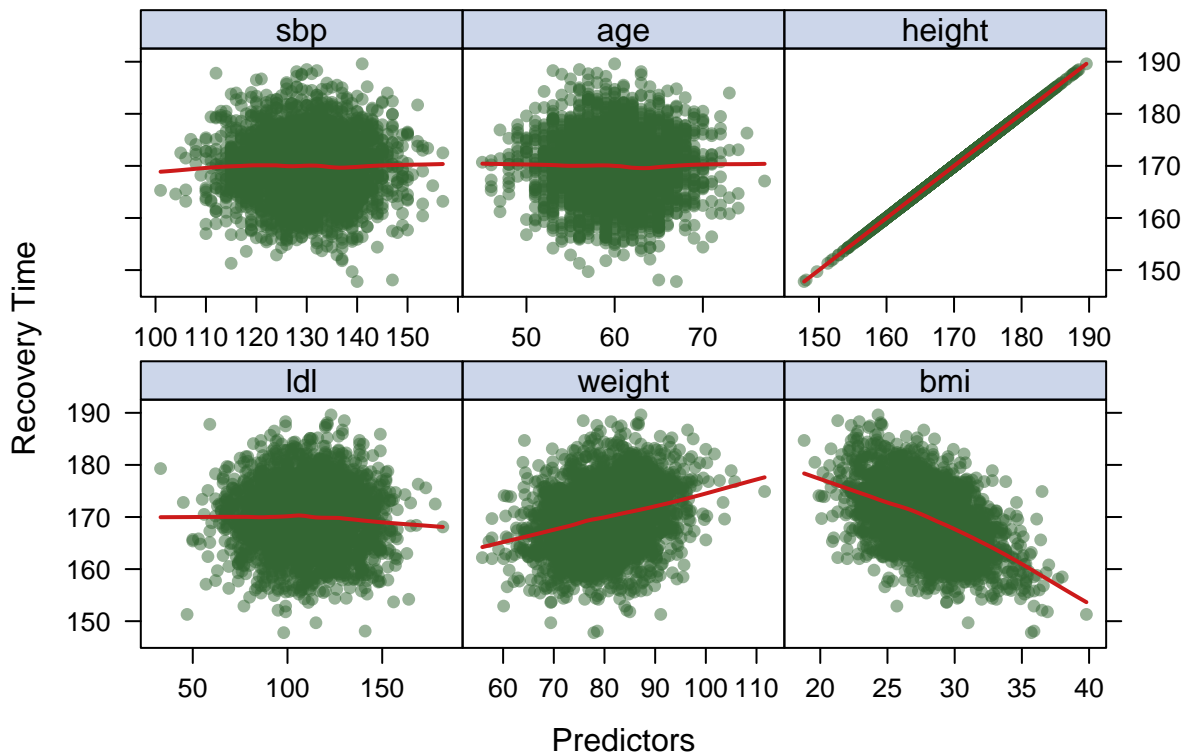 sbp age height
190
180
170
160
150
100 110 120 130 140 150 50 60 70 150 160 170 180 190
Recovery Time
ldl weight bmi
190
180
170
160
150
50 100 150 60 70 80 90 100 110 20 25 30 35 40
Predictors